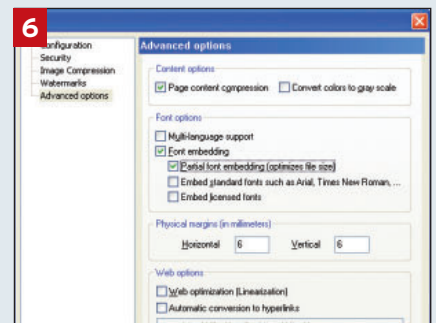 6
Configuration
Security
Image Compression
Watermarks
Advanced options
Advanced options
Content options
Page content compression
Convert colors to gray scale
Font options
Multi-language support
Font embedding
Partial font embedding (optimizes file size)
Embed standard fonts such as Arial, Times New Roman, ...
Embed licensed fonts
Physical margins (in millimeters)
Horizontal 6 Vertical 6
Web options
Web optimization (Linearization)
Automatic conversion to hyperlinks